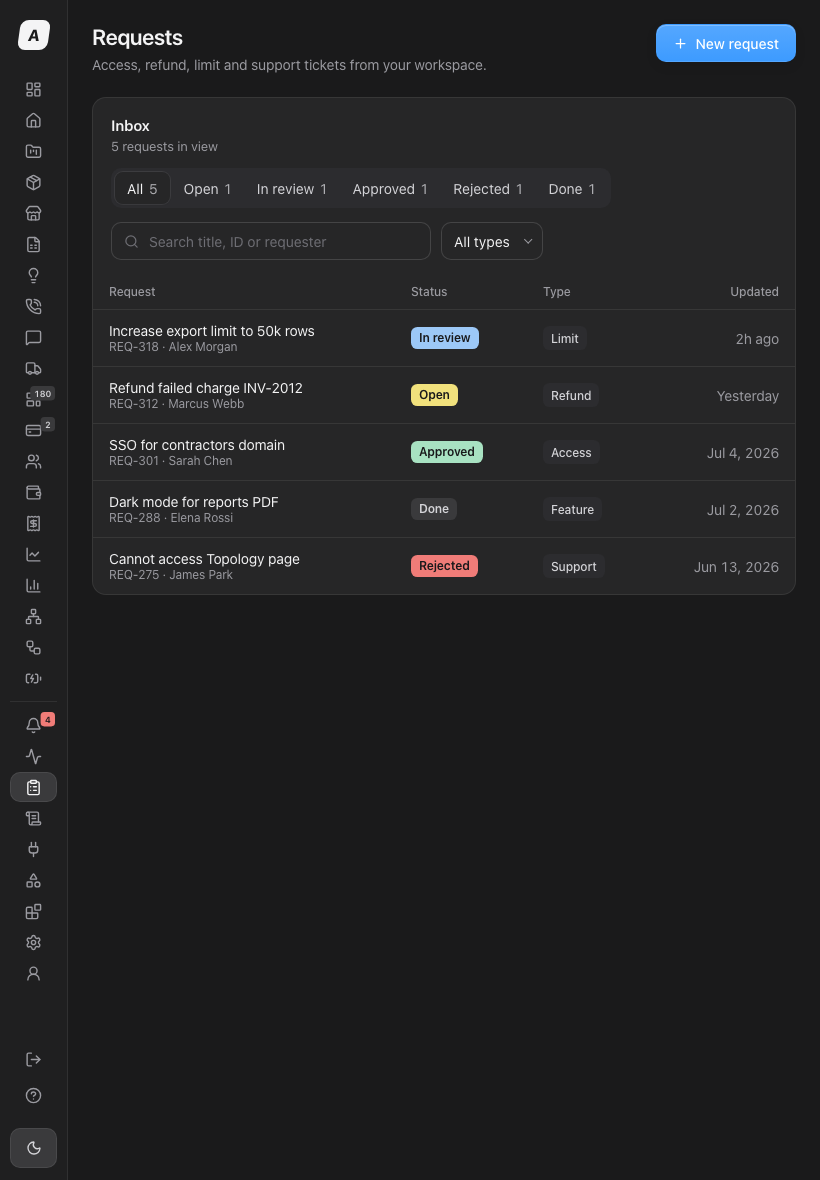 A
Requests
Access, refund, limit and support tickets from your workspace.
+ New request
Inbox
5 requests in view
All 5 Open 1 In review 1 Approved 1 Rejected 1 Done 1
Search title, ID or requester
All types
Request Status Type Updated
Increase export limit to 50k rows
REQ-318 · Alex Morgan
In review Limit 2h ago
Refund failed charge INV-2012
REQ-312 · Marcus Webb
Open Refund Yesterday
SSO for contractors domain
REQ-301 · Sarah Chen
Approved Access Jul 4, 2026
Dark mode for reports PDF
REQ-288 · Elena Rossi
Done Feature Jul 2, 2026
Cannot access Topology page
REQ-275 · James Park
Rejected Support Jun 13, 2026
180
2
4